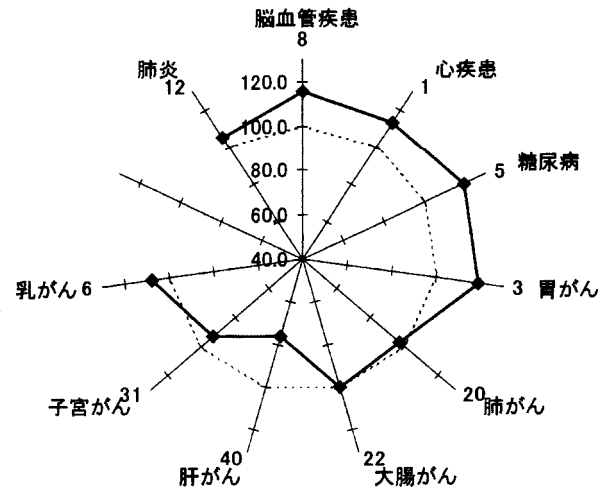 脳血管疾患
8
肺炎
12
心疾患
1
120.0
100.0
80.0
60.0
40.0
糖尿病
5
胃がん
3
乳がん 6
肺がん
20
子宮がん
31
大腸がん
22
肝がん
40